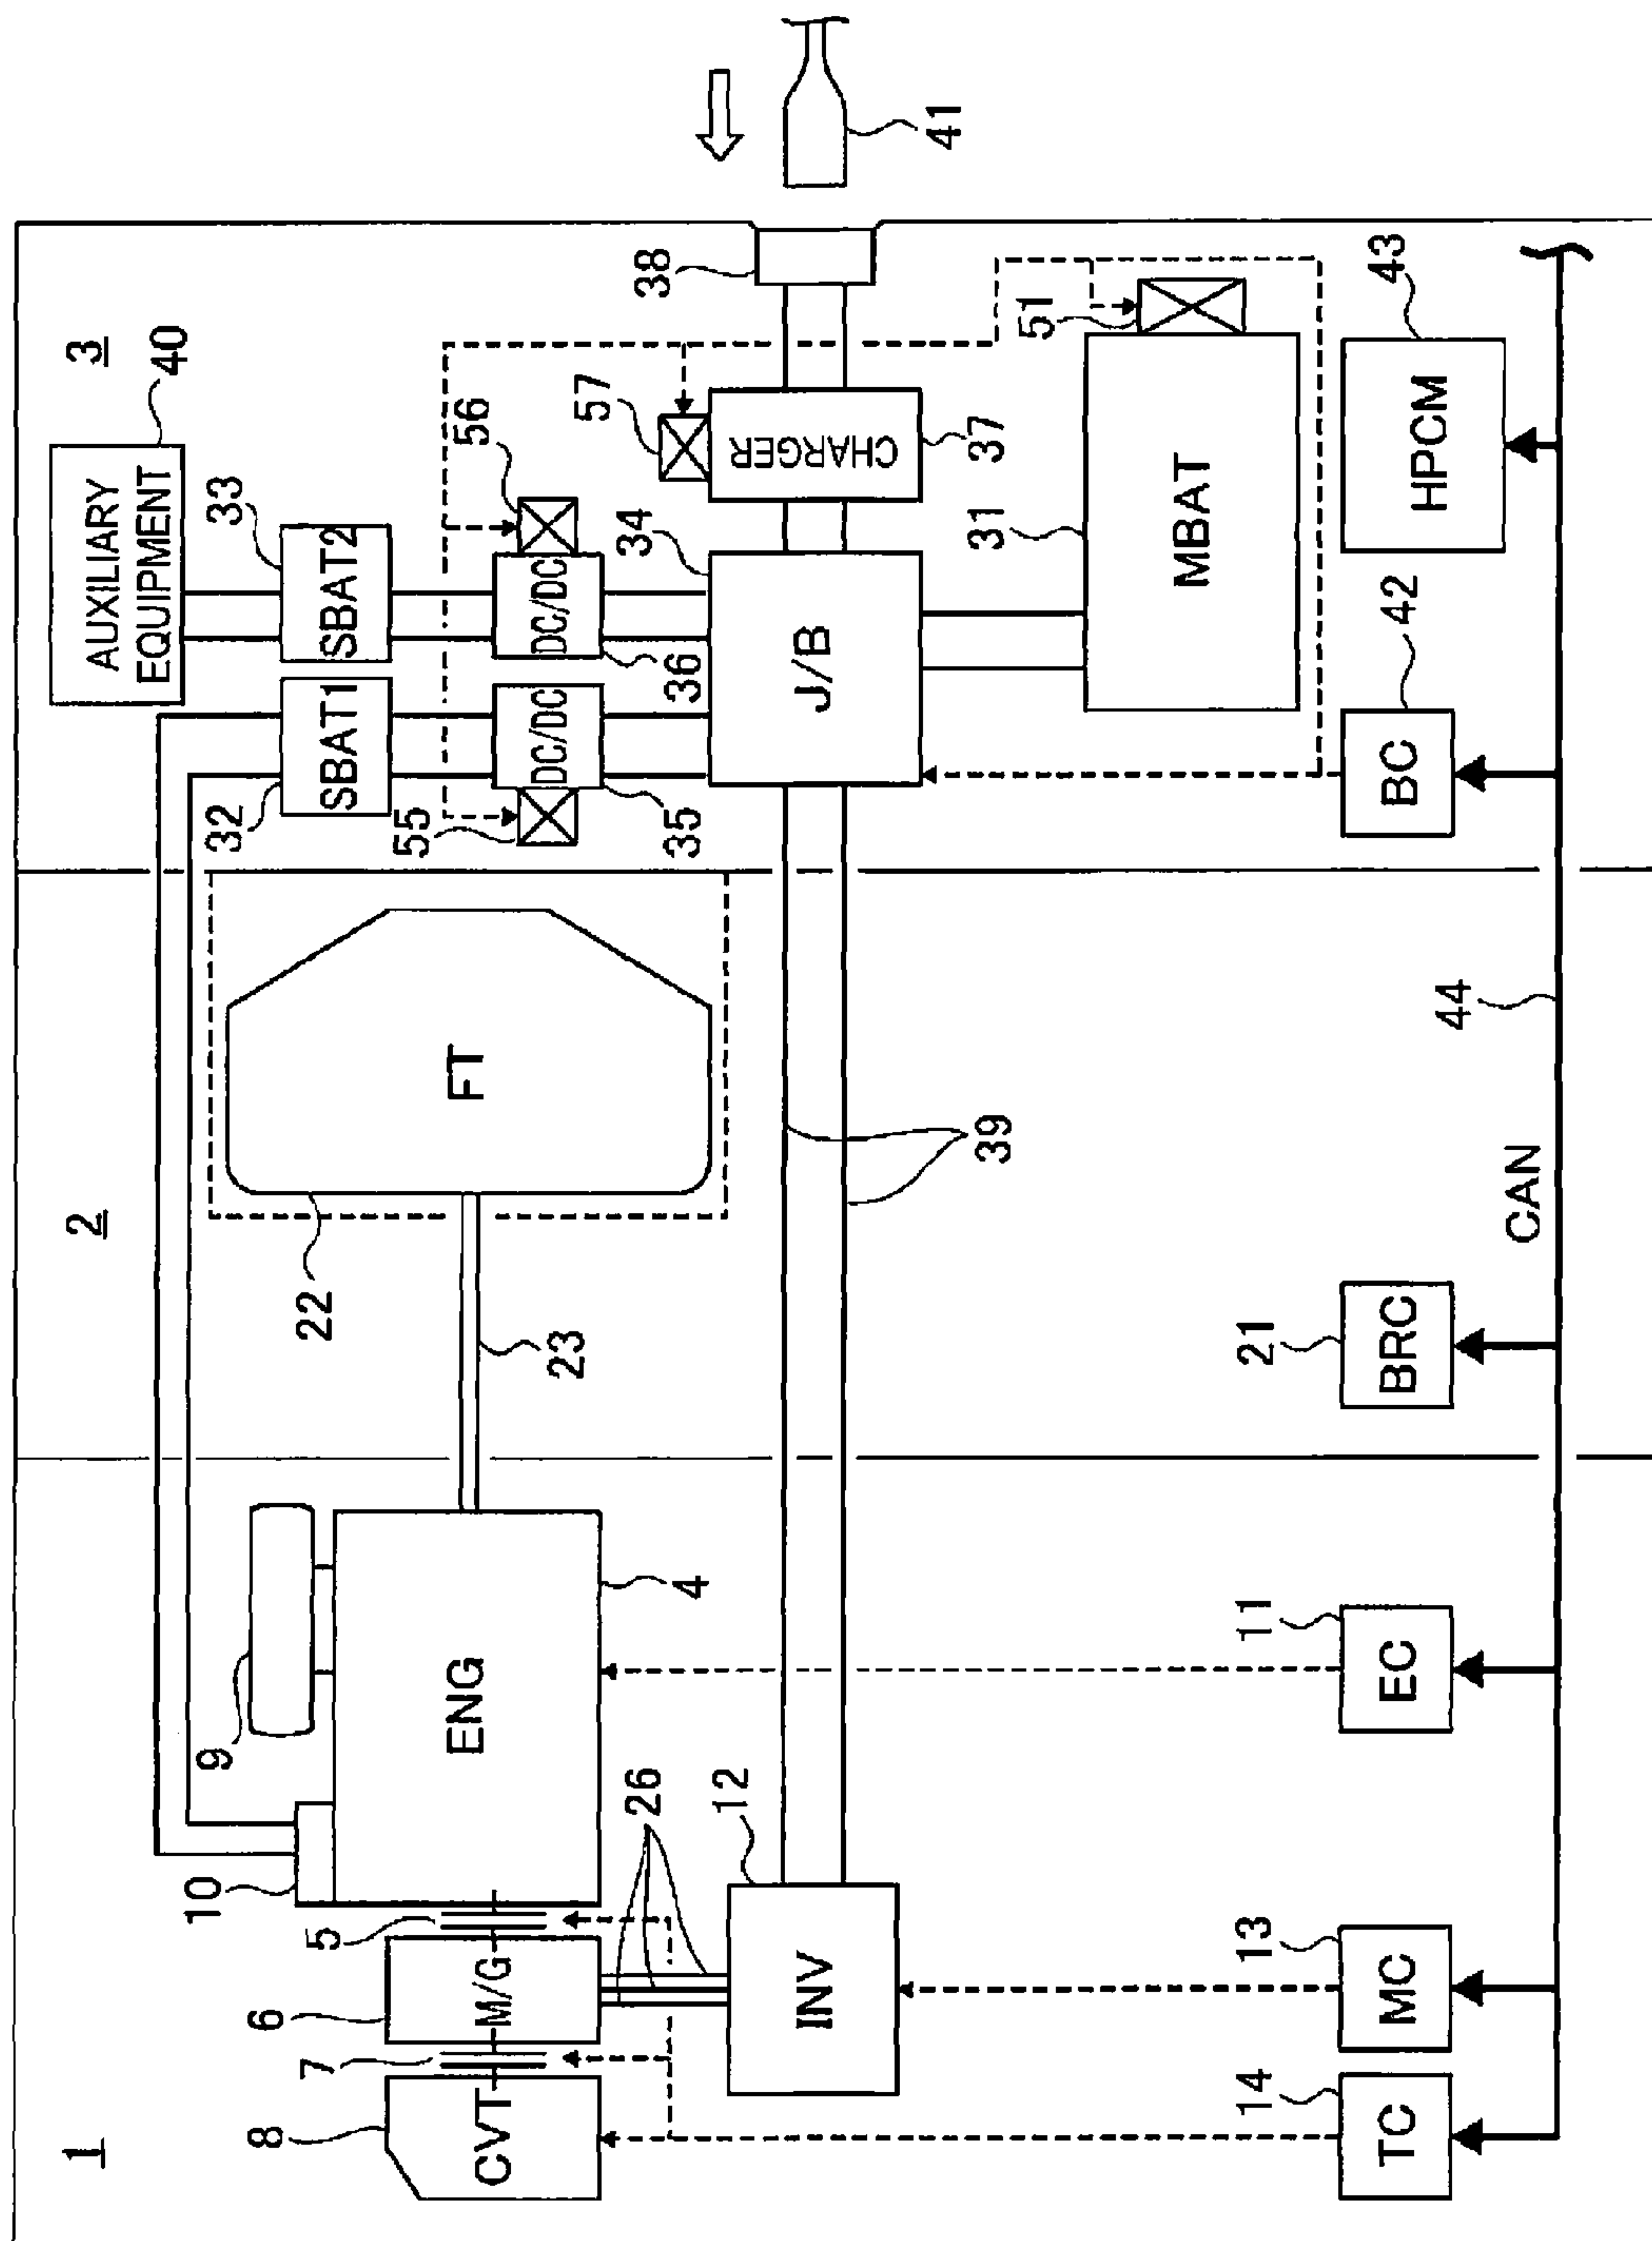 1
2
3
AUXILIARY
EQUIPMENT
40
9
10
32
SBAT1
33
SBAT2
22
FT
23
55
56
DC/DC
35
DC/DC
36
57
38
8
CVT
7
6
M/G
5
ENG
4
26
12
INV
39
34
J/B
CHARGER
37
41
31
MBAT
51
14
TC
13
MC
11
EC
21
BRC
42
BC
43
HPCM
CAN
44